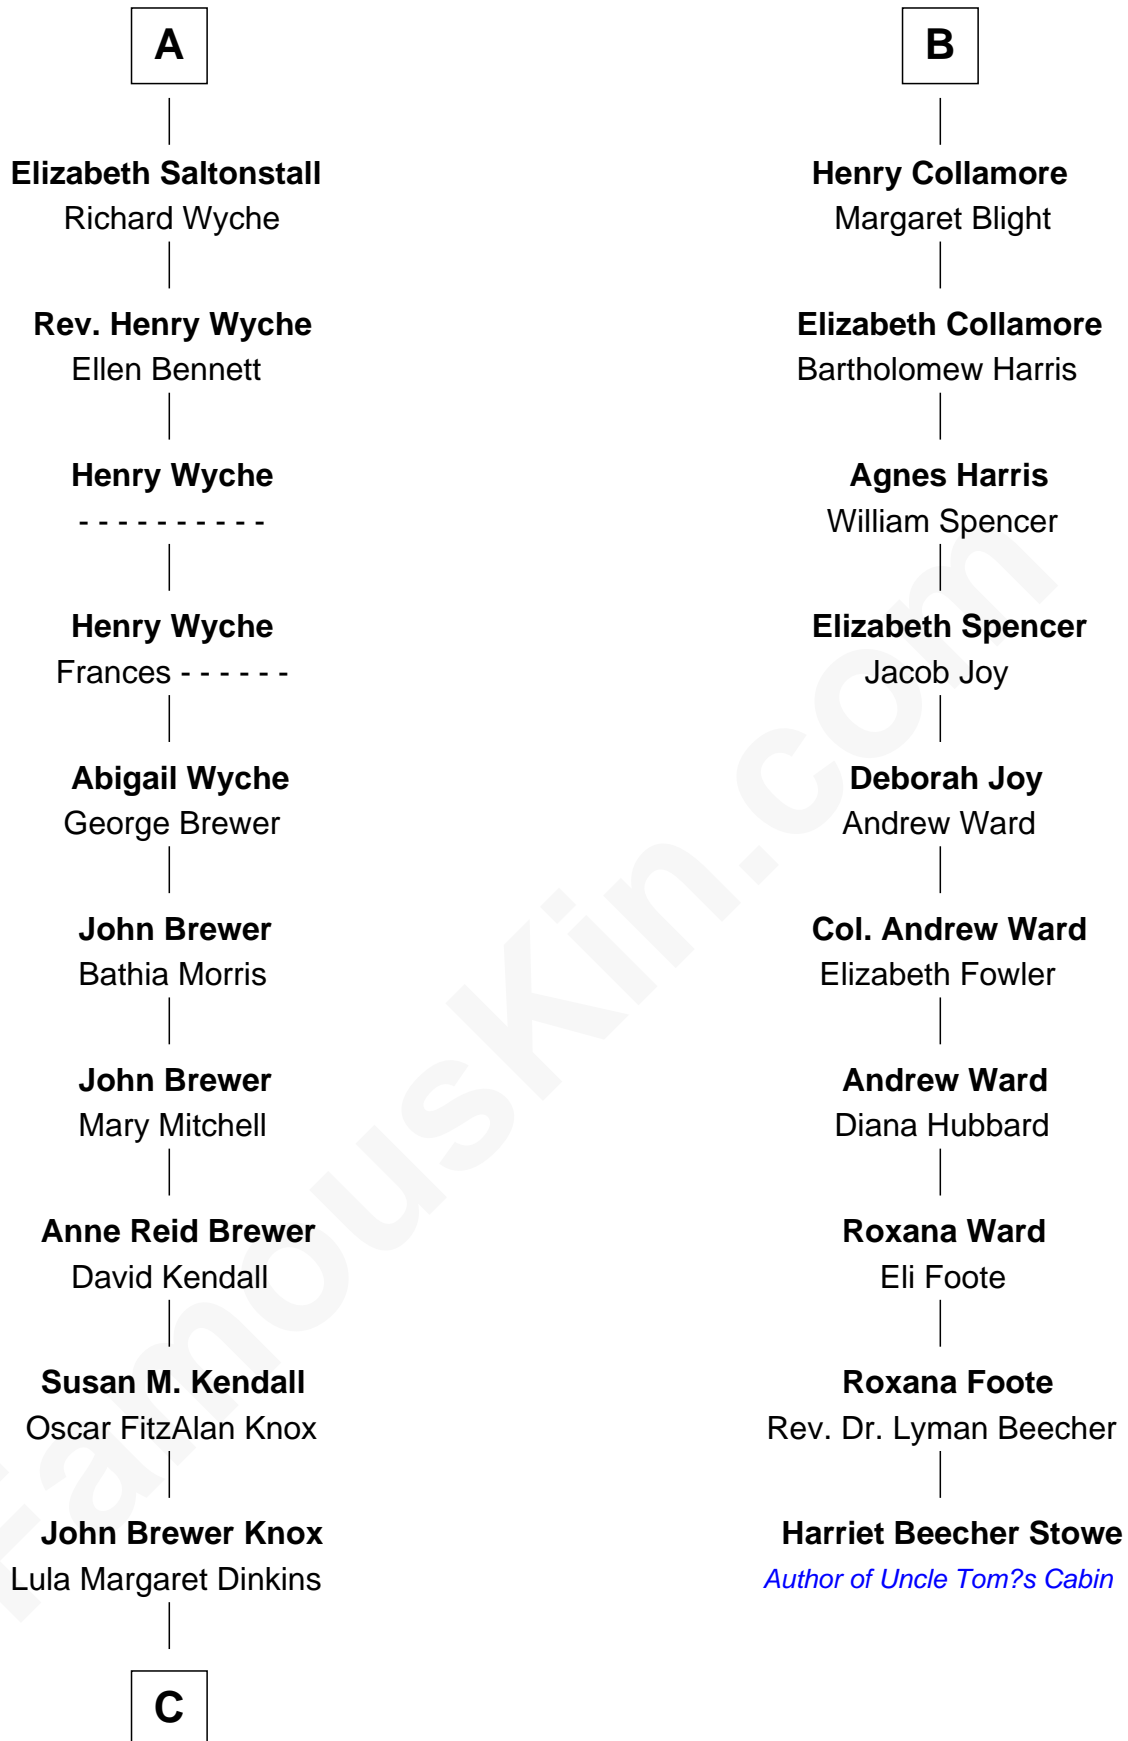 A
Elizabeth Saltonstall
Richard Wyche
Rev. Henry Wyche
Ellen Bennett
Henry Wyche
- - - - - - - - - -
Henry Wyche
Frances - - - - - -
Abigail Wyche
George Brewer
John Brewer
Bathia Morris
John Brewer
Mary Mitchell
Anne Reid Brewer
David Kendall
Susan M. Kendall
Oscar FitzAlan Knox
John Brewer Knox
Lula Margaret Dinkins
C
B
Henry Collamore
Margaret Blight
Elizabeth Collamore
Bartholomew Harris
Agnes Harris
William Spencer
Elizabeth Spencer
Jacob Joy
Deborah Joy
Andrew Ward
Col. Andrew Ward
Elizabeth Fowler
Andrew Ward
Diana Hubbard
Roxana Ward
Eli Foote
Roxana Foote
Rev. Dr. Lyman Beecher
Harriet Beecher Stowe
Author of Uncle Tom?s Cabin
FamousKin.com